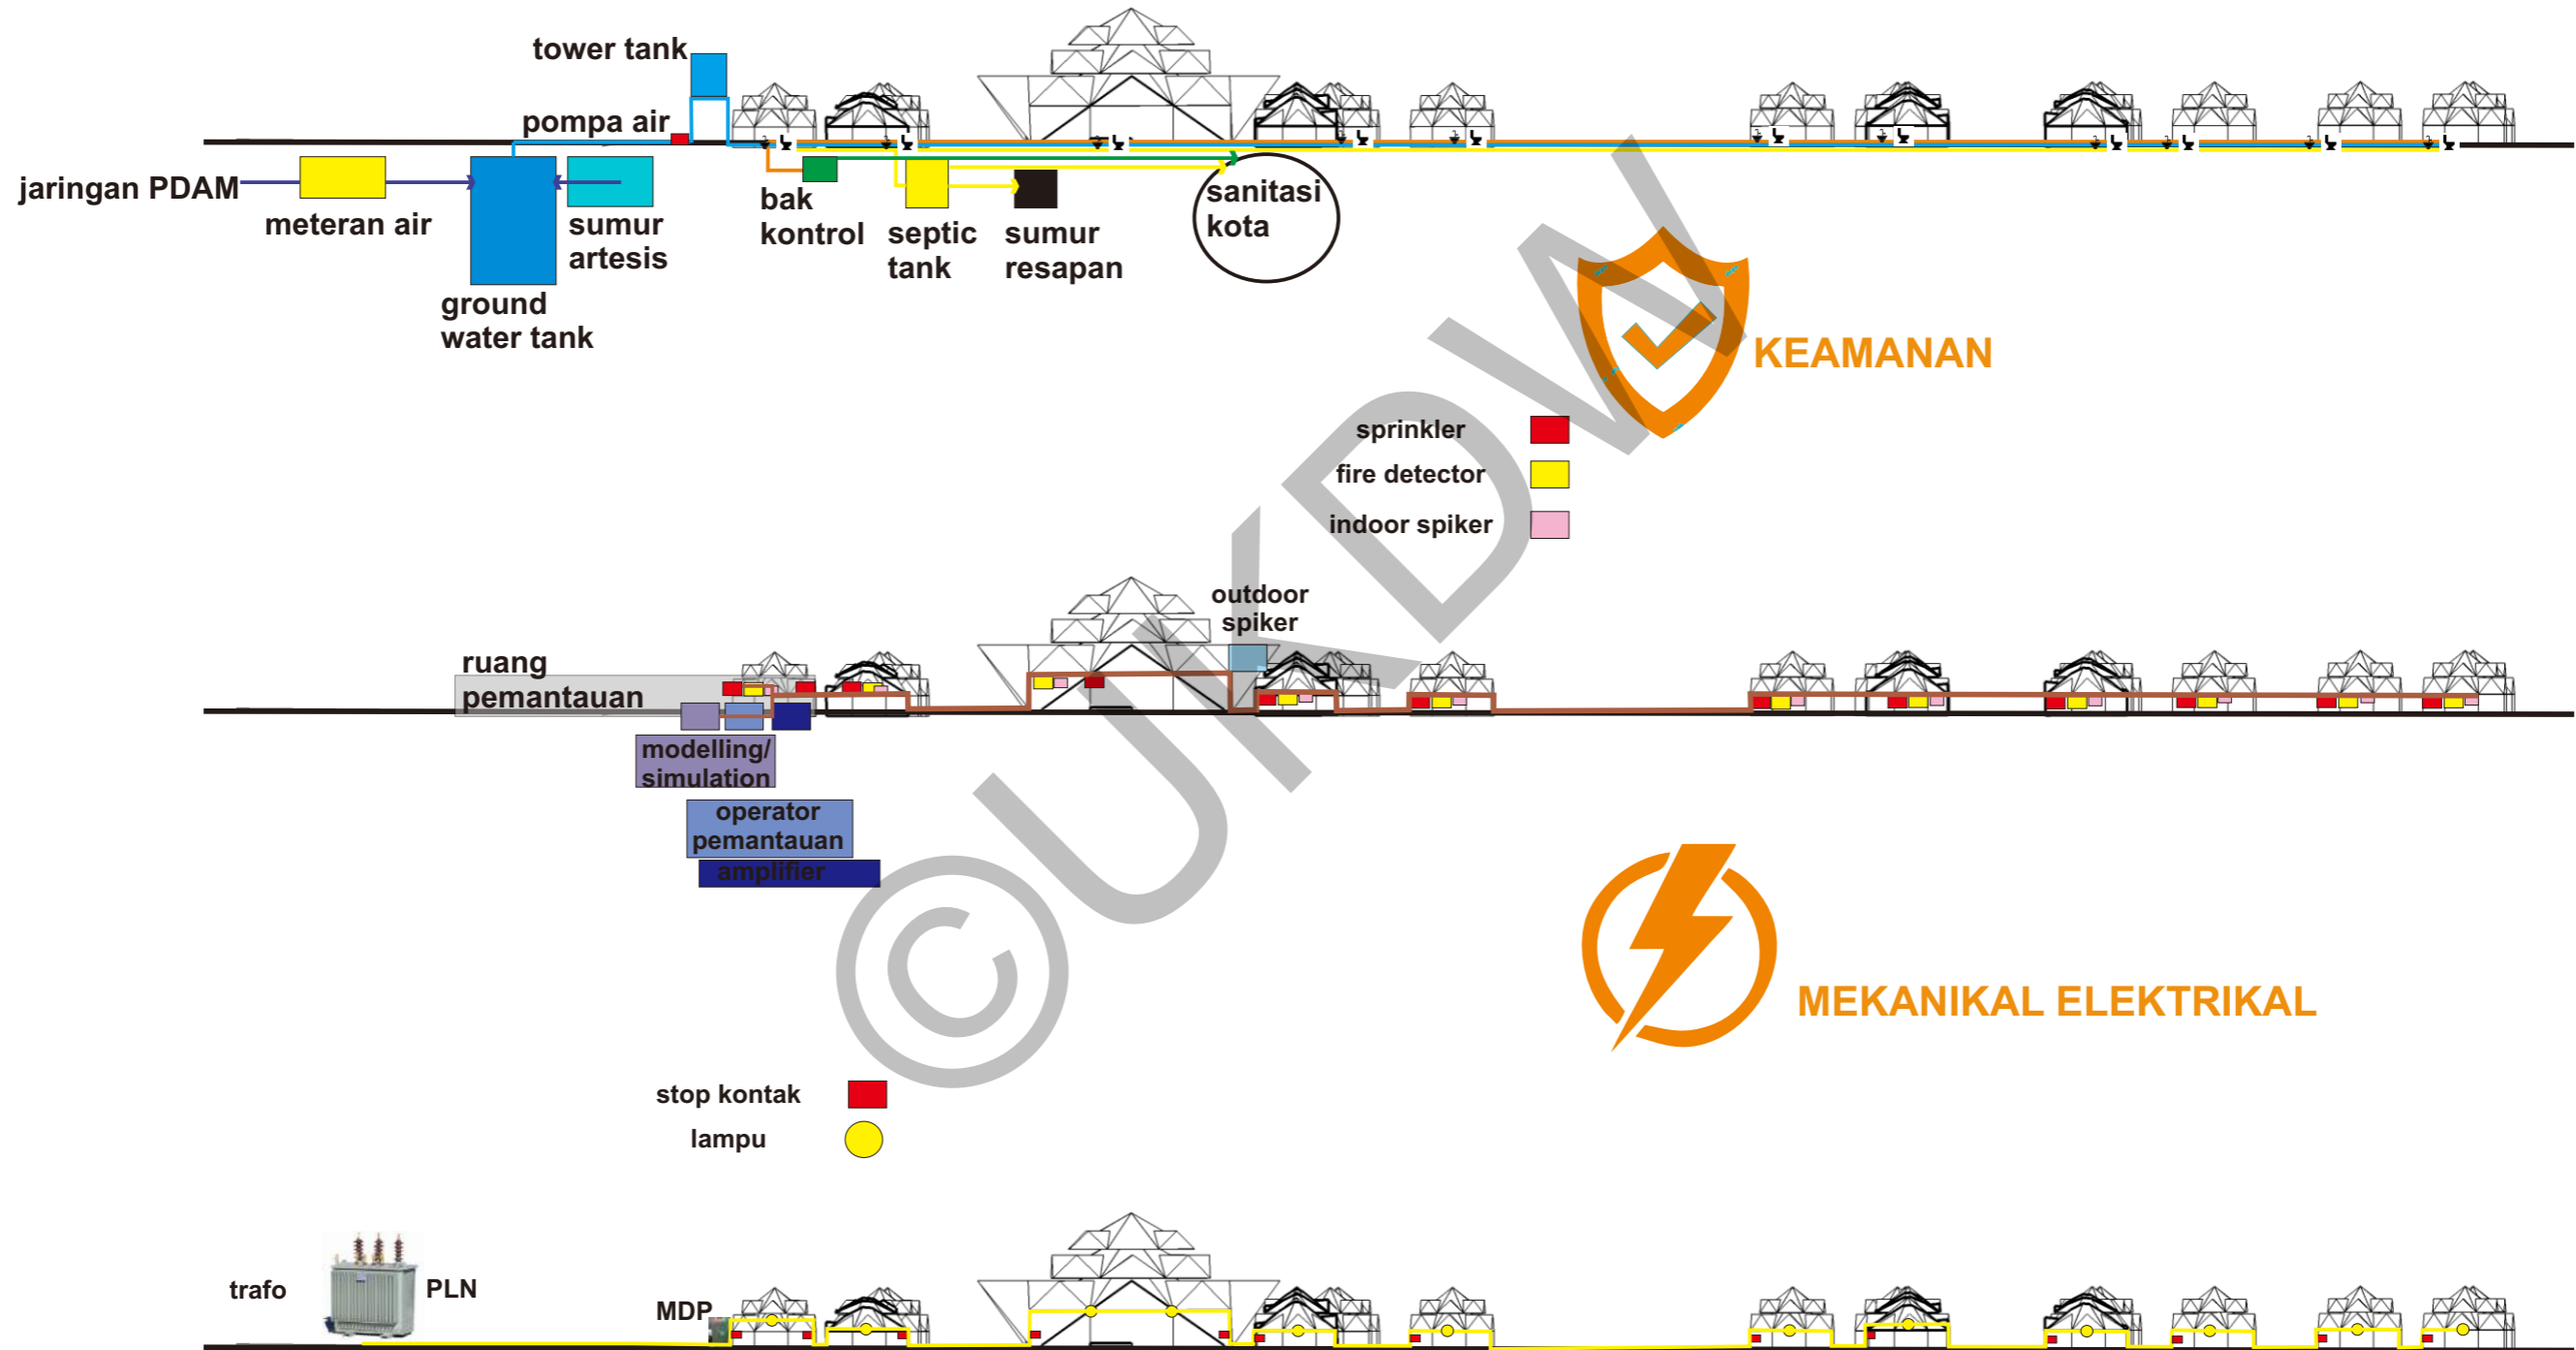 tower tank
pompa air
jaringan PDAM
meteran air
sumur
artesis
ground
water tank
bak
kontrol
septic
tank
sumur
resapan
sanitasi
kota
KEAMANAN
sprinkler
fire detector
indoor spiker
outdoor
spiker
ruang
pemantauan
modelling/
simulation
operator
pemantauan
amplifier
MEKANIKAL ELEKTRIKAL
stop kontak
lampu
trafo
PLN
MDP
©UKDW